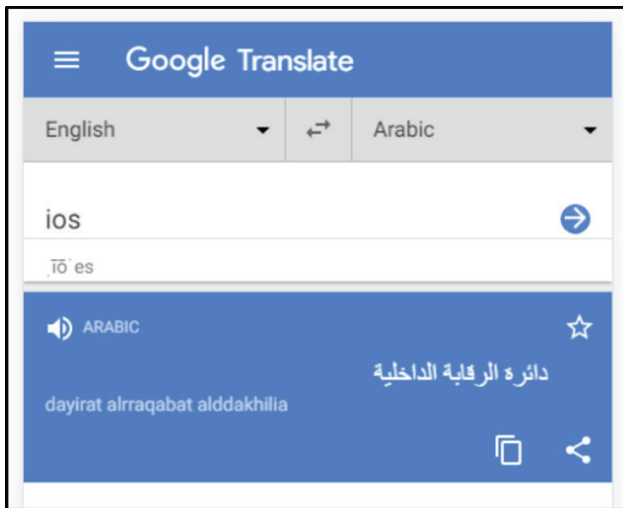 Google Translate
English Arabic
ios
ˌīōˈes
ARABIC
دائرة الرقابة الداخلية
dayirat alrraqabat alddakhilia